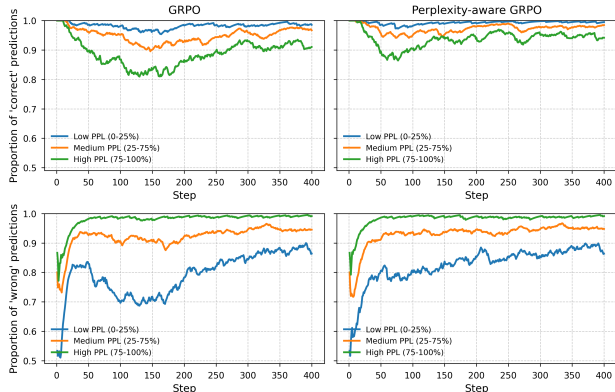 GRPO
Perplexity-aware GRPO
Proportion of 'correct' predictions
1.0
0.9
0.8
0.7
0.6
0.5
Low PPL (0-25%)
Medium PPL (25-75%)
High PPL (75-100%)
0 50 100 150 200 250 300 350 400
Step
Low PPL (0-25%)
Medium PPL (25-75%)
High PPL (75-100%)
0 50 100 150 200 250 300 350 400
Step
Proportion of 'wrong' predictions
1.0
0.9
0.8
0.7
0.6
0.5
Low PPL (0-25%)
Medium PPL (25-75%)
High PPL (75-100%)
0 50 100 150 200 250 300 350 400
Step
Low PPL (0-25%)
Medium PPL (25-75%)
High PPL (75-100%)
0 50 100 150 200 250 300 350 400
Step